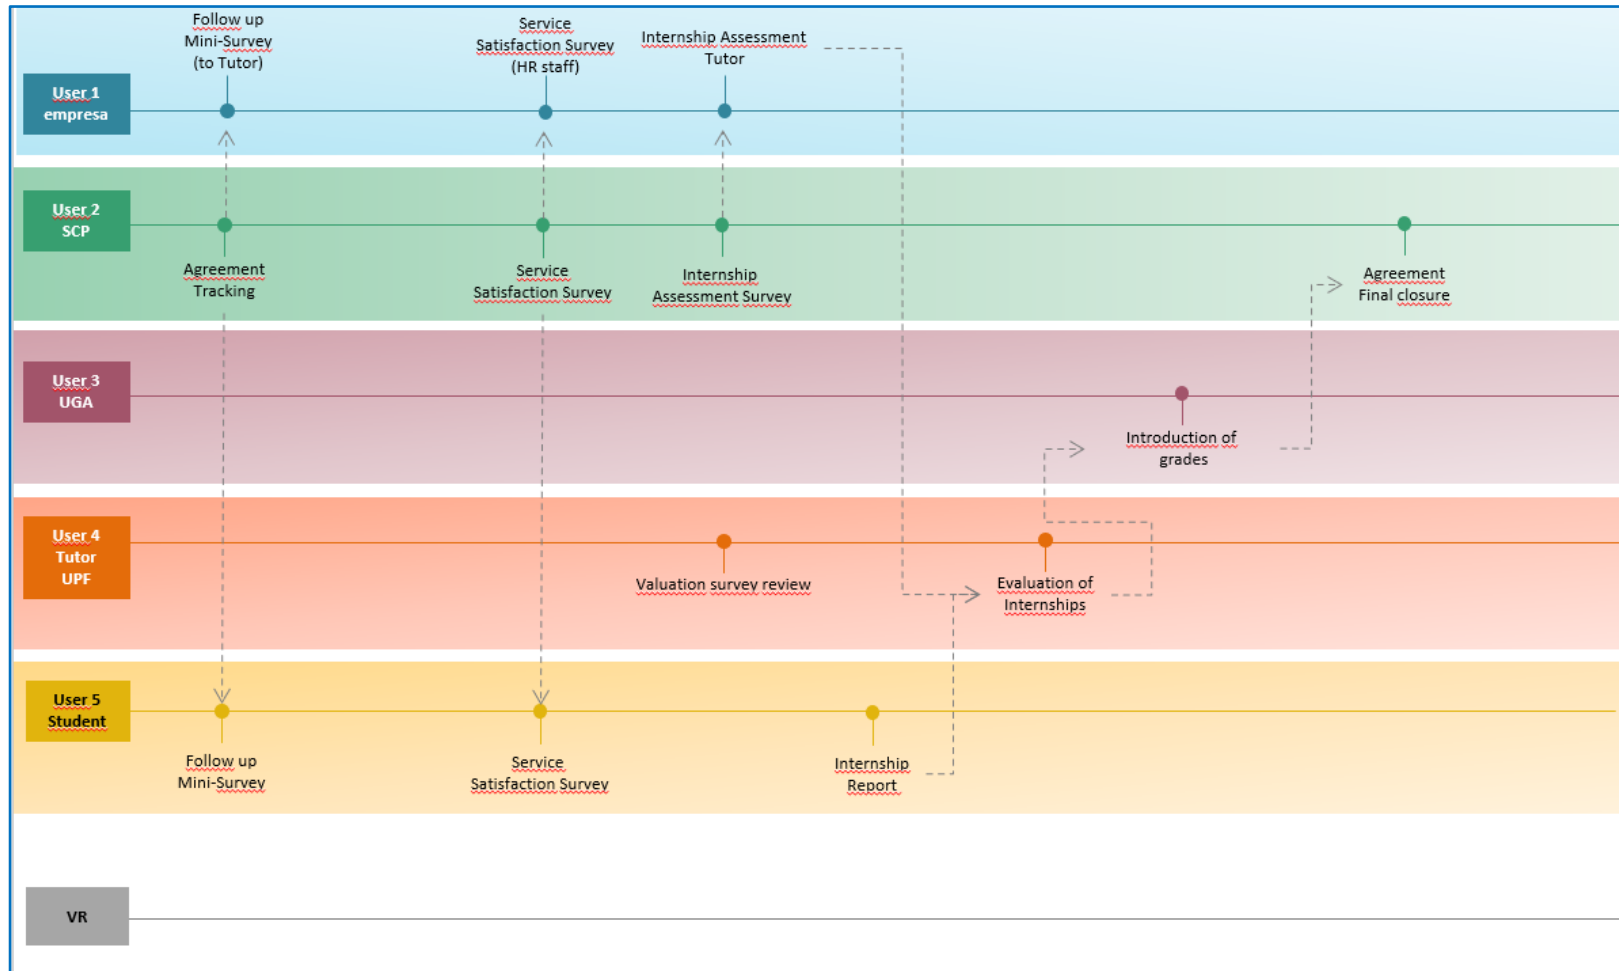 Follow up
Mini-Survey
(to Tutor)
Service
Satisfaction Survey
(HR staff)
Internship Assessment
Tutor
User 1
empresa
User 2
SCP
Agreement
Tracking
Service
Satisfaction Survey
Internship
Assessment Survey
Agreement
Final closure
User 3
UGA
Introduction of
grades
User 4
Tutor
UPF
Valuation survey review
Evaluation of
Internships
User 5
Student
Follow up
Mini-Survey
Service
Satisfaction Survey
Internship
Report
VR